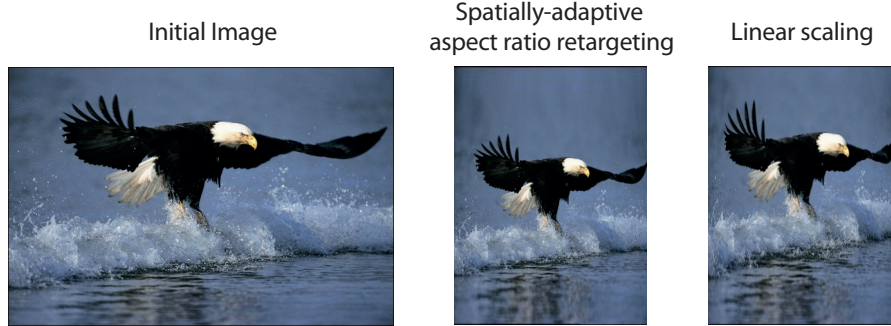 Initial Image
Spatially-adaptive
aspect ratio retargeting
Linear scaling